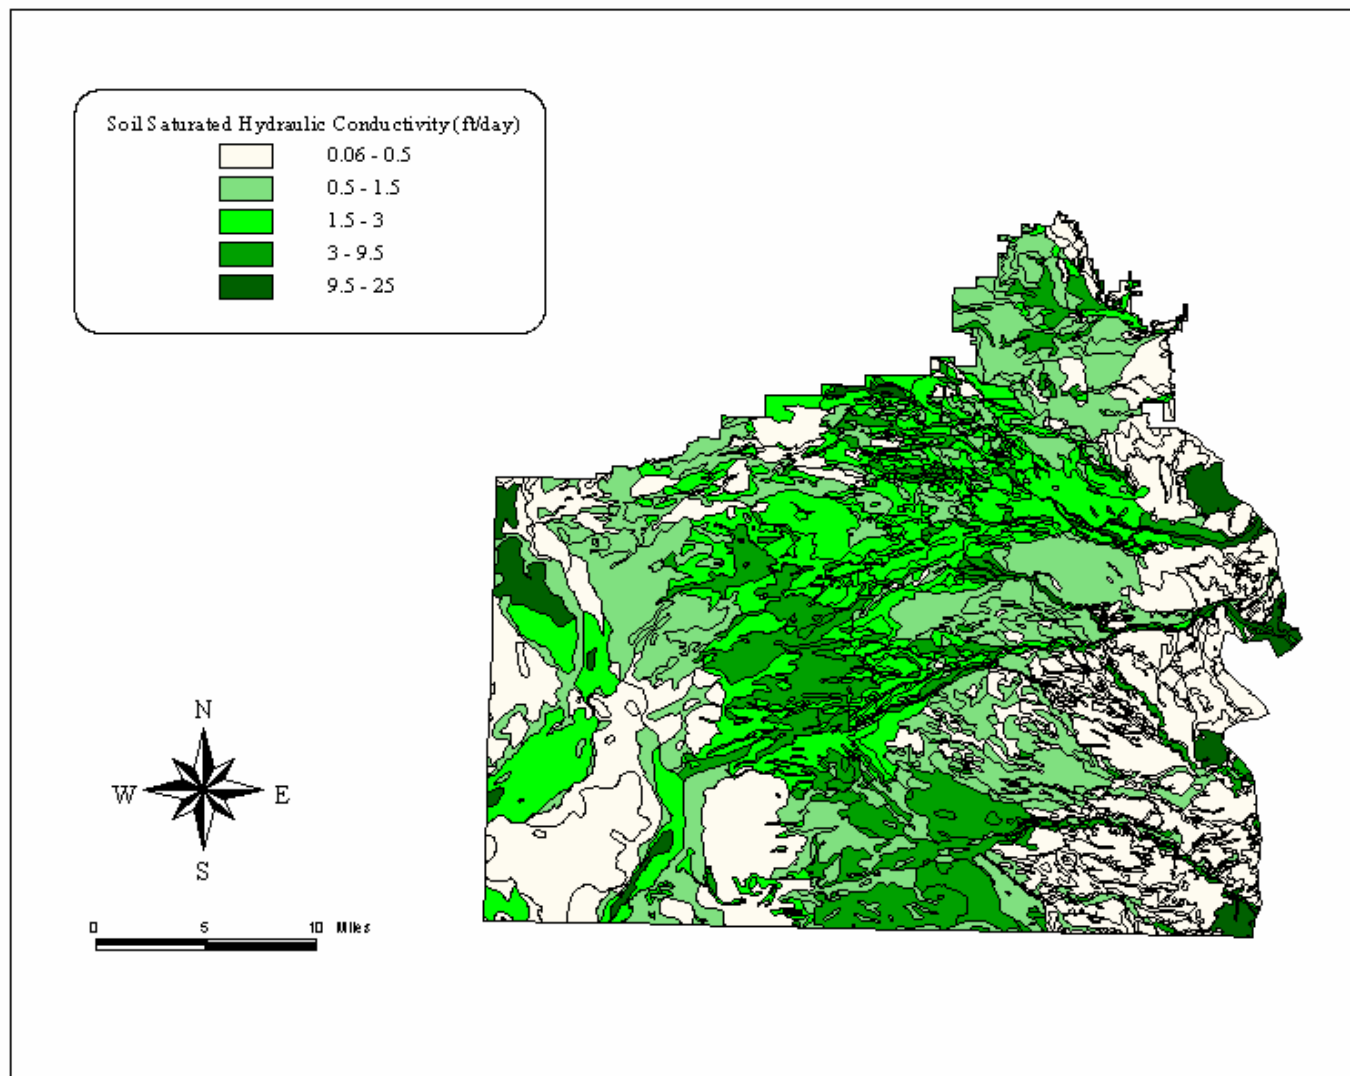 Soil Saturated Hydraulic Conductivity (ft/day)
0.06 - 0.5
0.5 - 1.5
1.5 - 3
3 - 9.5
9.5 - 25
N
W E
S
0 5 10 Miles